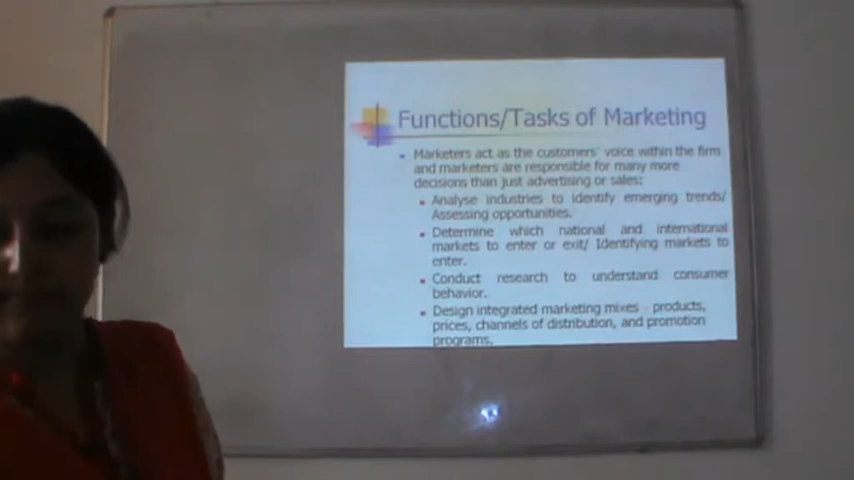 Functions/Tasks of Marketing
Marketers act as the customers' voice within the firm
and marketers are responsible for many more
decisions than just advertising or sales:
Analyse industries to identify emerging trends/
Assessing opportunities.
Determine which national and international
markets to enter or exit/ Identifying markets to
enter.
Conduct research to understand consumer
behavior.
Design integrated marketing mixes - products,
prices, channels of distribution, and promotion
programs.